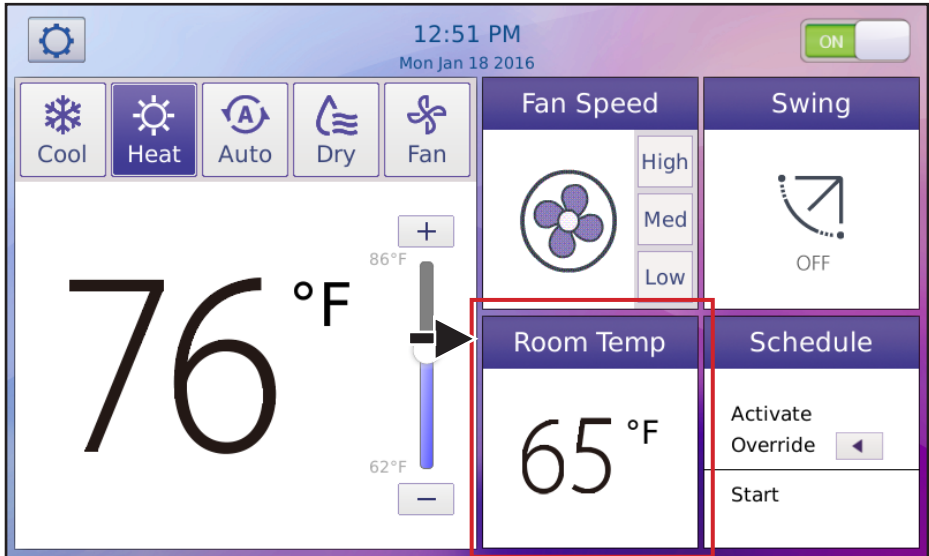 12:51 PM
Mon Jan 18 2016
ON
Cool
Heat
A
Auto
Dry
Fan
76 °F
+
86°F
62°F
−
Fan Speed
High
Med
Low
Swing
OFF
Room Temp
65 °F
Schedule
Activate
Override
Start